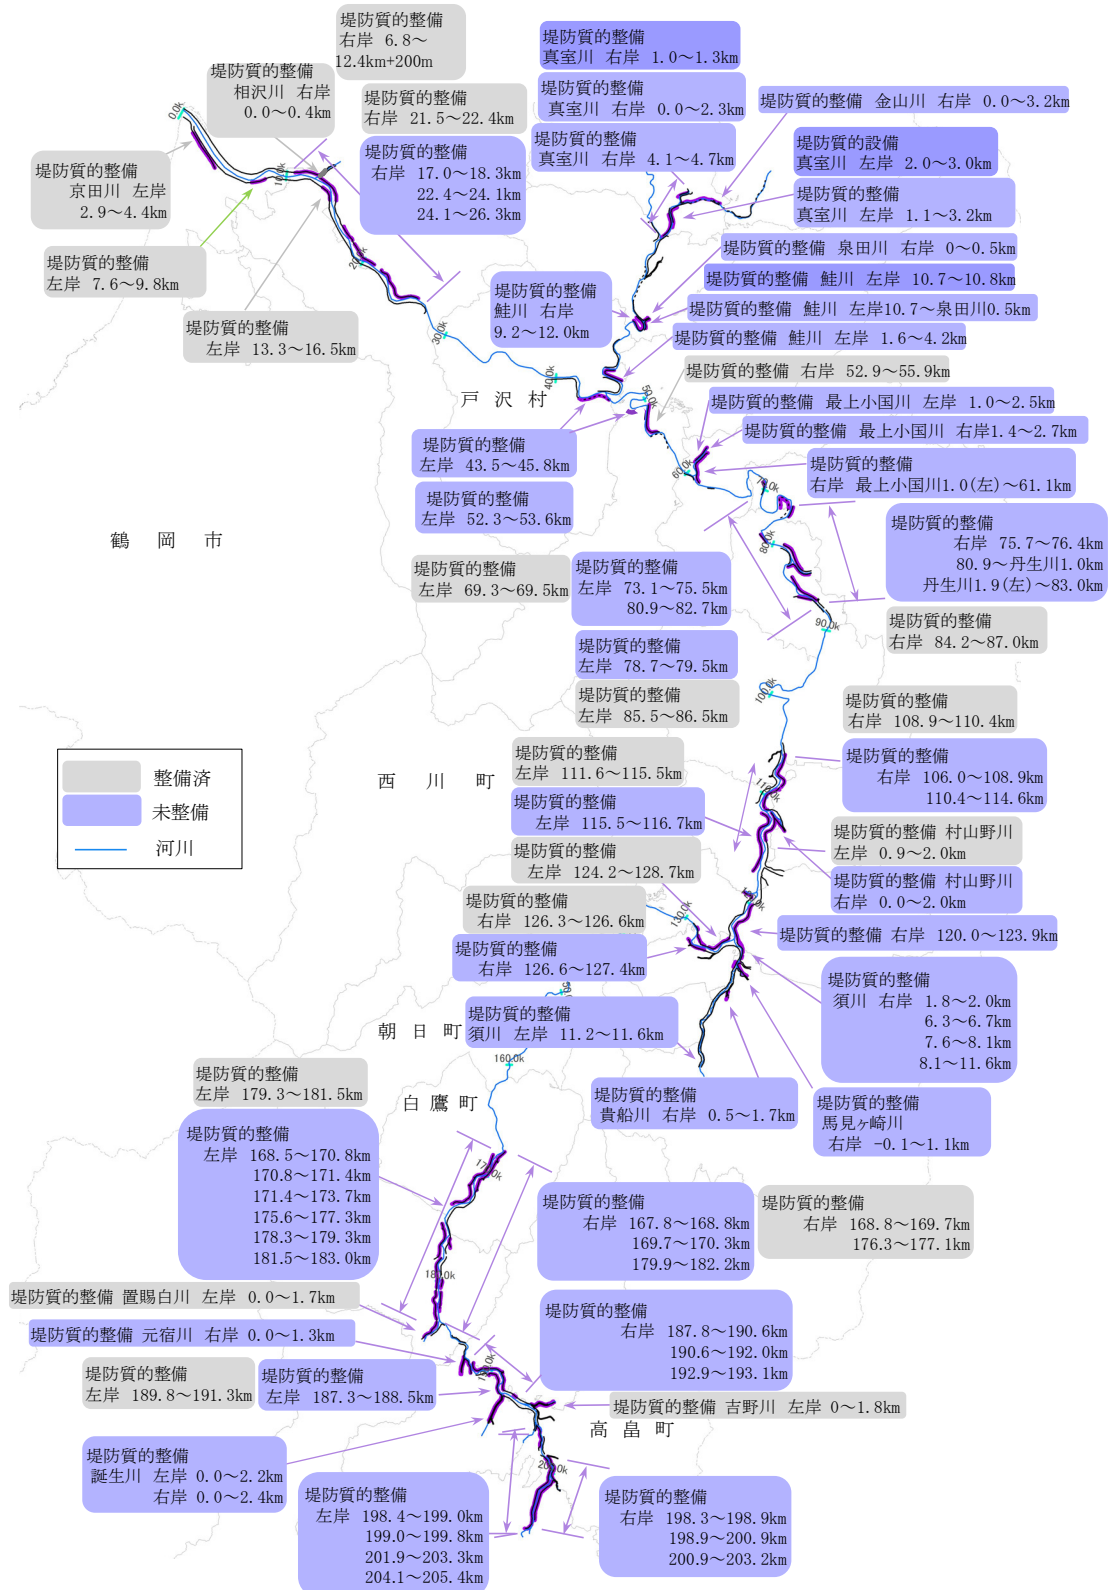 堤防質的整備
右岸 6.8～
12.4km+200m
堤防質的整備
相沢川 右岸
0.0～0.4km
堤防質的整備
右岸 21.5～22.4km
堤防質的整備
京田川 左岸
2.9～4.4km
堤防質的整備
右岸 17.0～18.3km
22.4～24.1km
24.1～26.3km
堤防質的整備
左岸 7.6～9.8km
堤防質的整備
左岸 13.3～16.5km
堤防質的整備
真室川 右岸 1.0～1.3km
堤防質的整備
真室川 右岸 0.0～2.3km
堤防質的整備
真室川 右岸 4.1～4.7km
堤防質的整備 金山川 右岸 0.0～3.2km
堤防質的設備
真室川 左岸 2.0～3.0km
堤防質的整備
真室川 左岸 1.1～3.2km
堤防質的整備 泉田川 右岸 0～0.5km
堤防質的整備 鮭川 左岸 10.7～10.8km
堤防質的整備 鮭川 左岸10.7～泉田川0.5km
堤防質的整備 鮭川 左岸 1.6～4.2km
堤防質的整備
鮭川 右岸
9.2～12.0km
堤防質的整備 右岸 52.9～55.9km
堤防質的整備 最上小国川 左岸 1.0～2.5km
堤防質的整備 最上小国川 右岸1.4～2.7km
堤防質的整備
右岸 最上小国川1.0(左)～61.1km
堤防質的整備
左岸 43.5～45.8km
堤防質的整備
左岸 52.3～53.6km
堤防質的整備
右岸 75.7～76.4km
80.9～丹生川1.0km
丹生川1.9(左)～83.0km
堤防質的整備
左岸 69.3～69.5km
堤防質的整備
左岸 73.1～75.5km
80.9～82.7km
堤防質的整備
右岸 84.2～87.0km
堤防質的整備
左岸 78.7～79.5km
堤防質的整備
左岸 85.5～86.5km
堤防質的整備
右岸 108.9～110.4km
堤防質的整備
右岸 106.0～108.9km
110.4～114.6km
堤防質的整備
左岸 111.6～115.5km
堤防質的整備
左岸 115.5～116.7km
堤防質的整備
左岸 124.2～128.7km
堤防質的整備
右岸 126.3～126.6km
堤防質的整備
右岸 126.6～127.4km
堤防質的整備 村山野川
左岸 0.9～2.0km
堤防質的整備 村山野川
右岸 0.0～2.0km
堤防質的整備 右岸 120.0～123.9km
堤防質的整備
須川 右岸 1.8～2.0km
6.3～6.7km
7.6～8.1km
8.1～11.6km
堤防質的整備
須川 左岸 11.2～11.6km
堤防質的整備
貴船川 右岸 0.5～1.7km
堤防質的整備
馬見ヶ崎川
右岸 -0.1～1.1km
堤防質的整備
左岸 179.3～181.5km
堤防質的整備
左岸 168.5～170.8km
170.8～171.4km
171.4～173.7km
175.6～177.3km
178.3～179.3km
181.5～183.0km
堤防質的整備
右岸 167.8～168.8km
169.7～170.3km
179.9～182.2km
堤防質的整備
右岸 168.8～169.7km
176.3～177.1km
堤防質的整備 置賜白川 左岸 0.0～1.7km
堤防質的整備 元宿川 右岸 0.0～1.3km
堤防質的整備
右岸 187.8～190.6km
190.6～192.0km
192.9～193.1km
堤防質的整備
左岸 189.8～191.3km
堤防質的整備
左岸 187.3～188.5km
堤防質的整備 吉野川 左岸 0～1.8km
堤防質的整備
誕生川 左岸 0.0～2.2km
右岸 0.0～2.4km
堤防質的整備
左岸 198.4～199.0km
199.0～199.8km
201.9～203.3km
204.1～205.4km
堤防質的整備
右岸 198.3～198.9km
198.9～200.9km
200.9～203.2km
整備済
未整備
河川
戸沢村
鶴岡市
西川町
朝日町
白鷹町
高畠町
0.0k
30.0k
40.0k
50.0k
60.0k
80.0k
90.0k
100.0k
130.0k
160.0k